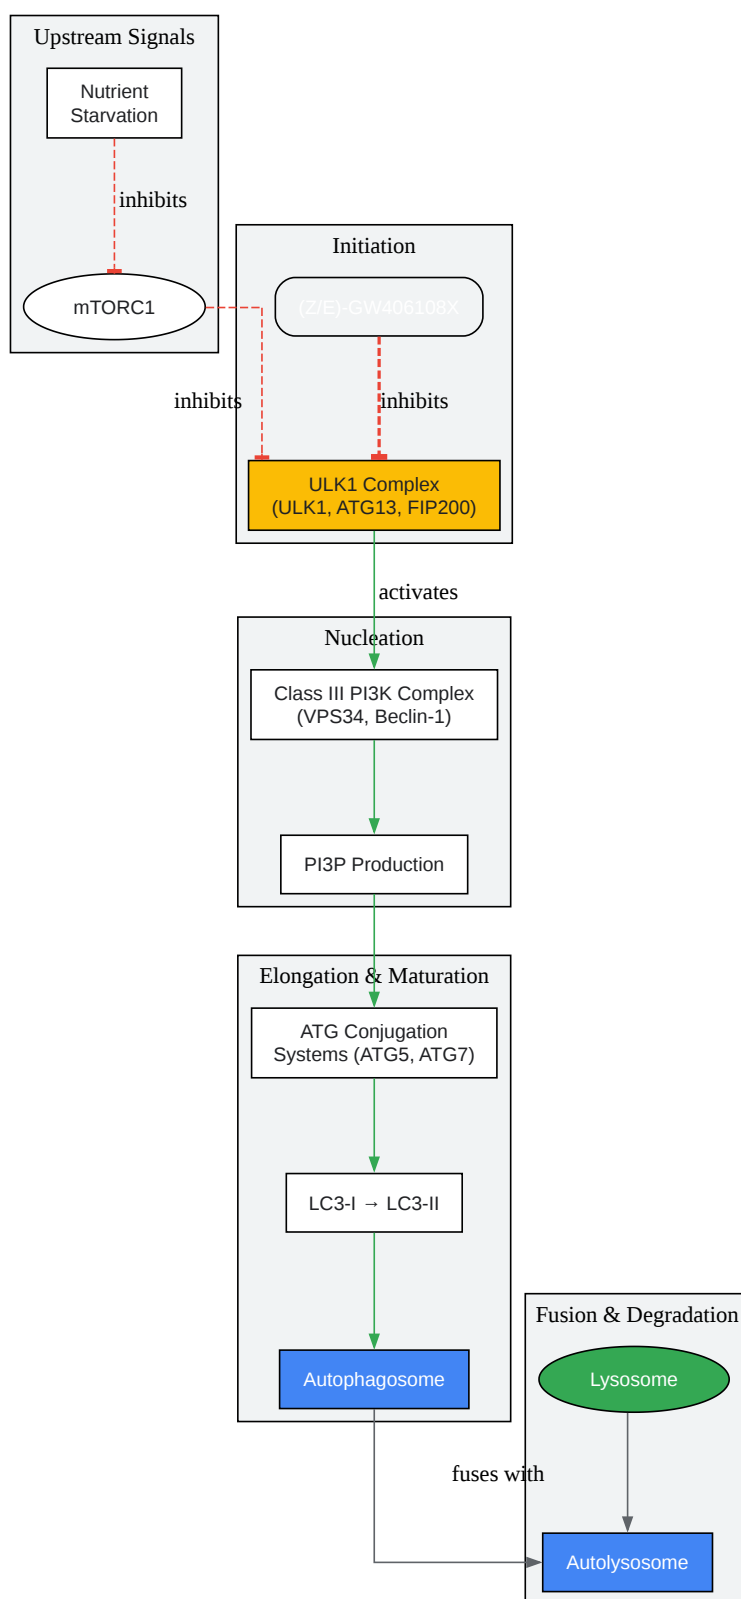 Upstream Signals
Nutrient
Starvation
inhibits
mTORC1
Initiation
(Z/E)-GW406108X
inhibits
inhibits
ULK1 Complex
(ULK1, ATG13, FIP200)
activates
Nucleation
Class III PI3K Complex
(VPS34, Beclin-1)
PI3P Production
Elongation & Maturation
ATG Conjugation
Systems (ATG5, ATG7)
LC3-I → LC3-II
Autophagosome
Fusion & Degradation
Lysosome
fuses with
Autolysosome